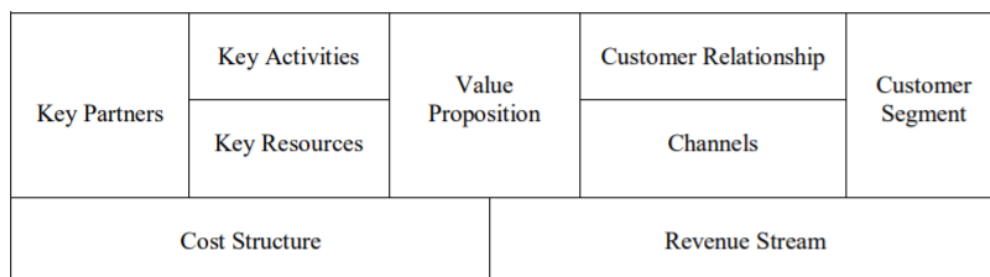 Key Partners
Key Activities
Key Resources
Value
Proposition
Customer Relationship
Channels
Customer
Segment
Cost Structure
Revenue Stream